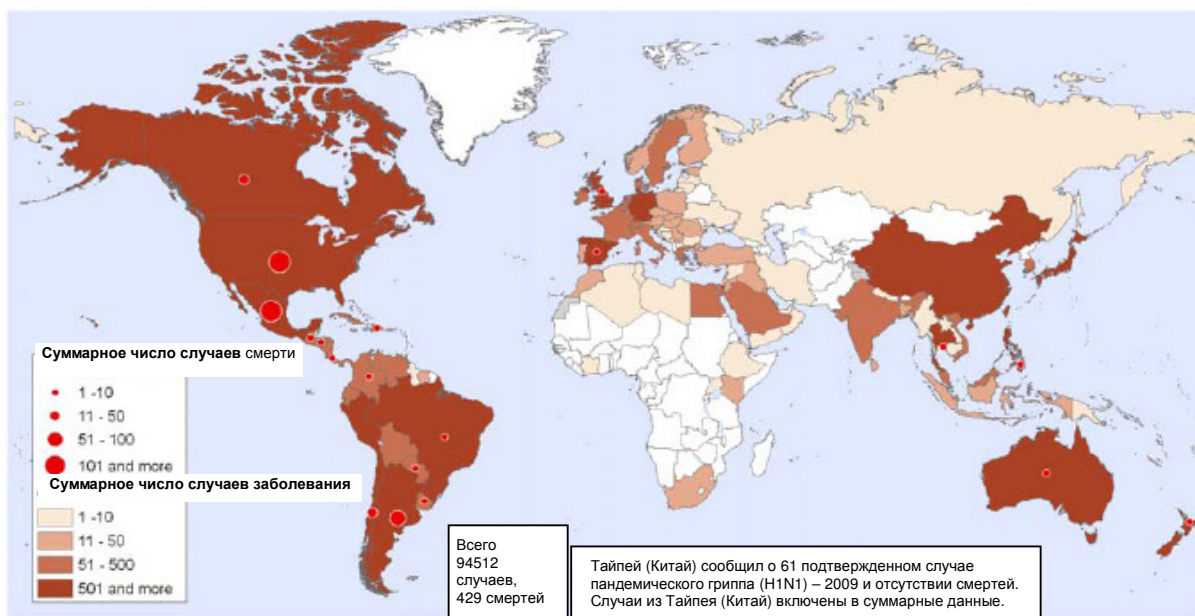 Суммарное число случаев смерти
1 -10
11 - 50
51 - 100
101 and more
Суммарное число случаев заболевания
1 -10
11 - 50
51 - 500
501 and more
Всего
94512
случаев,
429 смертей
Тайпей (Китай) сообщил о 61 подтвержденном случае
пандемического гриппа (H1N1) – 2009 и отсутствии смертей.
Случаи из Тайпея (Китай) включены в суммарные данные.